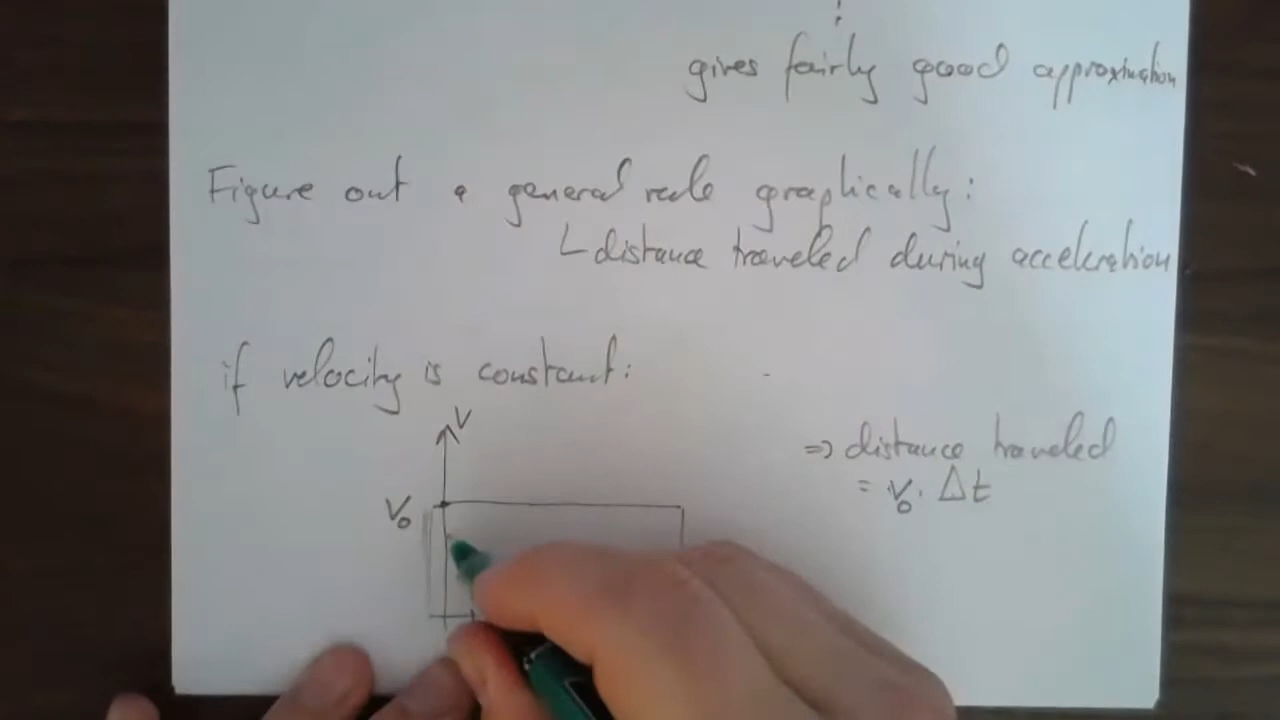 gives fairly good approximation
Figure out a general rule graphically:
distance traveled during acceleration
if velocity is constant:
V
V₀
=> distance traveled
= V₀ · Δt